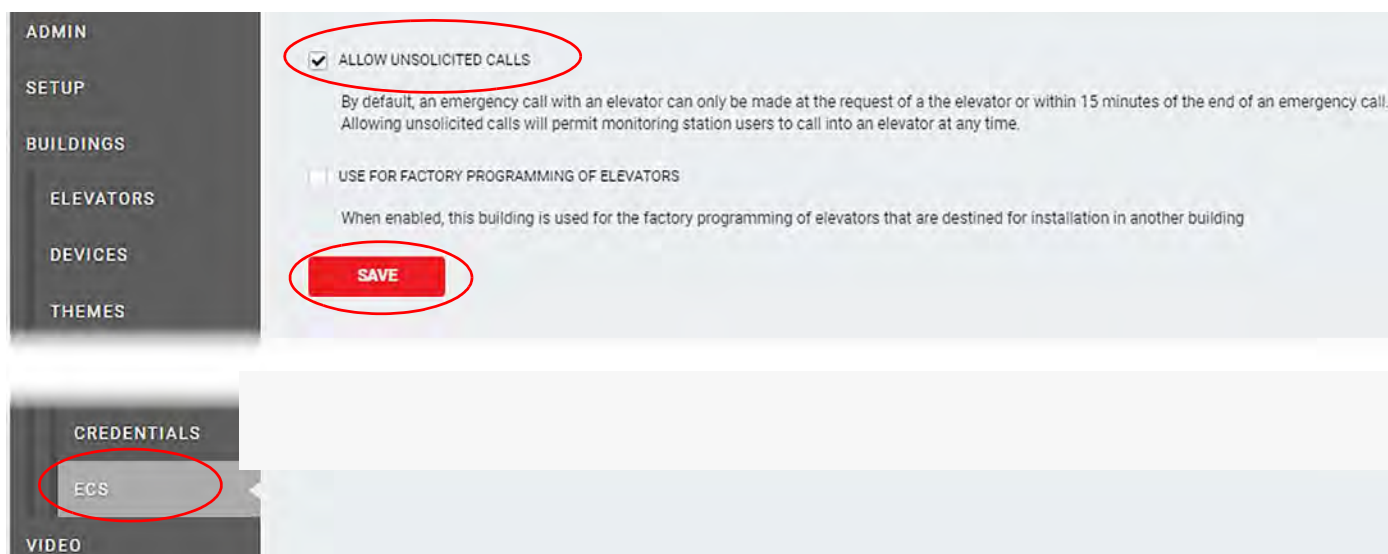 ADMIN
SETUP
BUILDINGS
ELEVATORS
DEVICES
THEMES
ALLOW UNSOLICITED CALLS
By default, an emergency call with an elevator can only be made at the request of a the elevator or within 15 minutes of the end of an emergency call.
Allowing unsolicited calls will permit monitoring station users to call into an elevator at any time.
USE FOR FACTORY PROGRAMMING OF ELEVATORS
When enabled, this building is used for the factory programming of elevators that are destined for installation in another building
SAVE
CREDENTIALS
ECS
VIDEO